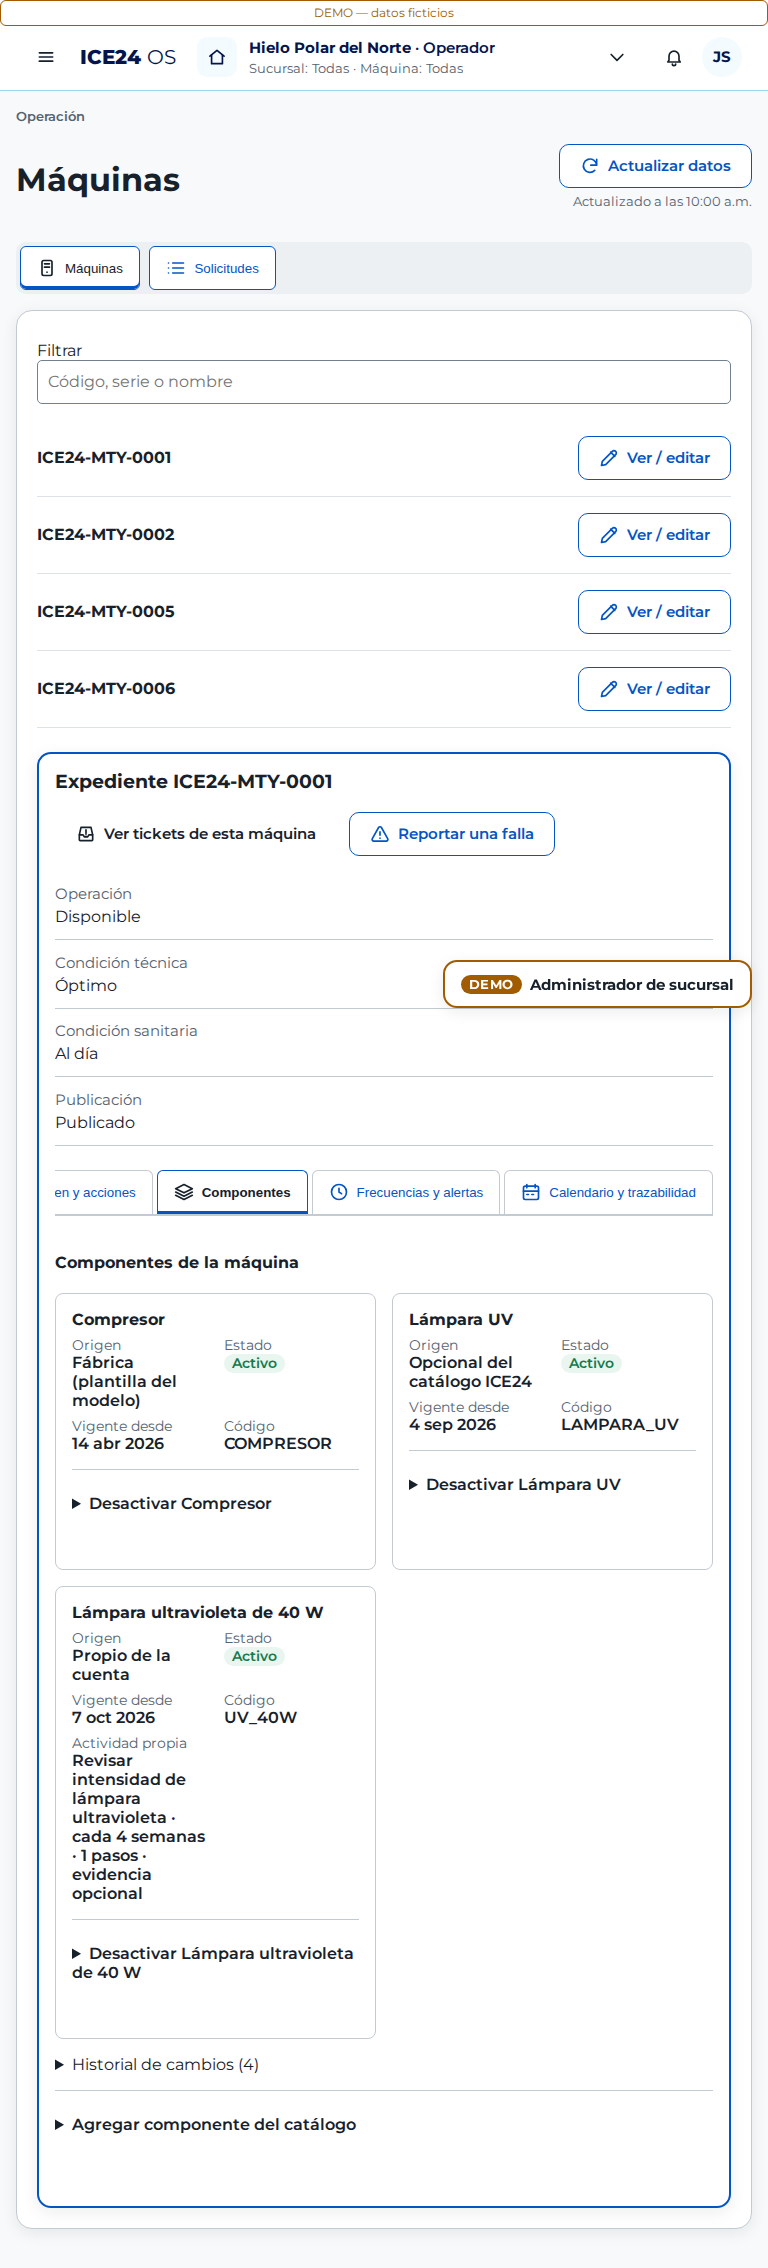 DEMO — datos ficticios
ICE24 OS
Hielo Polar del Norte · Operador
Sucursal: Todas · Máquina: Todas
JS
Operación
Máquinas
Actualizar datos
Actualizado a las 10:00 a.m.
Máquinas
Solicitudes
Filtrar
Código, serie o nombre
ICE24-MTY-0001
Ver / editar
ICE24-MTY-0002
Ver / editar
ICE24-MTY-0005
Ver / editar
ICE24-MTY-0006
Ver / editar
Expediente ICE24-MTY-0001
Ver tickets de esta máquina
Reportar una falla
Operación
Disponible
Condición técnica
Óptimo
DEMO Administrador de sucursal
Condición sanitaria
Al día
Publicación
Publicado
en y acciones
Componentes
Frecuencias y alertas
Calendario y trazabilidad
Componentes de la máquina
Compresor
Origen
Fábrica
(plantilla del
modelo)
Estado
Activo
Vigente desde
14 abr 2026
Código
COMPRESOR
Desactivar Compresor
Lámpara UV
Origen
Opcional del
catálogo ICE24
Estado
Activo
Vigente desde
4 sep 2026
Código
LAMPARA_UV
Desactivar Lámpara UV
Lámpara ultravioleta de 40 W
Origen
Propio de la
cuenta
Estado
Activo
Vigente desde
7 oct 2026
Código
UV_40W
Actividad propia
Revisar
intensidad de
lámpara
ultravioleta ·
cada 4 semanas
· 1 pasos ·
evidencia
opcional
Desactivar Lámpara ultravioleta
de 40 W
Historial de cambios (4)
Agregar componente del catálogo